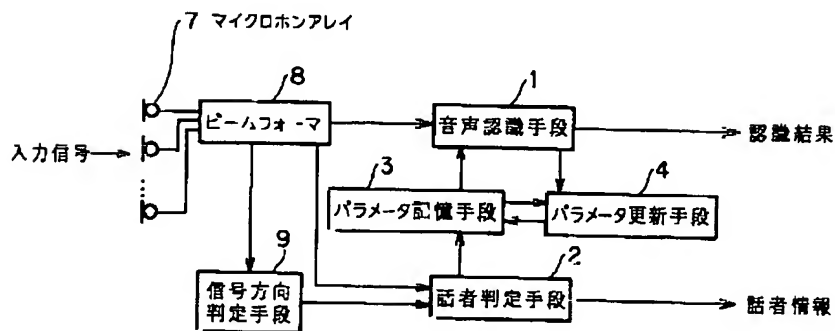 7 マイクロホンアレイ
8
ビームフォーマ
1
音声認識手段
認識結果
入力信号
3
パラメータ記憶手段
4
パラメータ更新手段
9
信号方向
判定手段
2
話者判定手段
話者情報